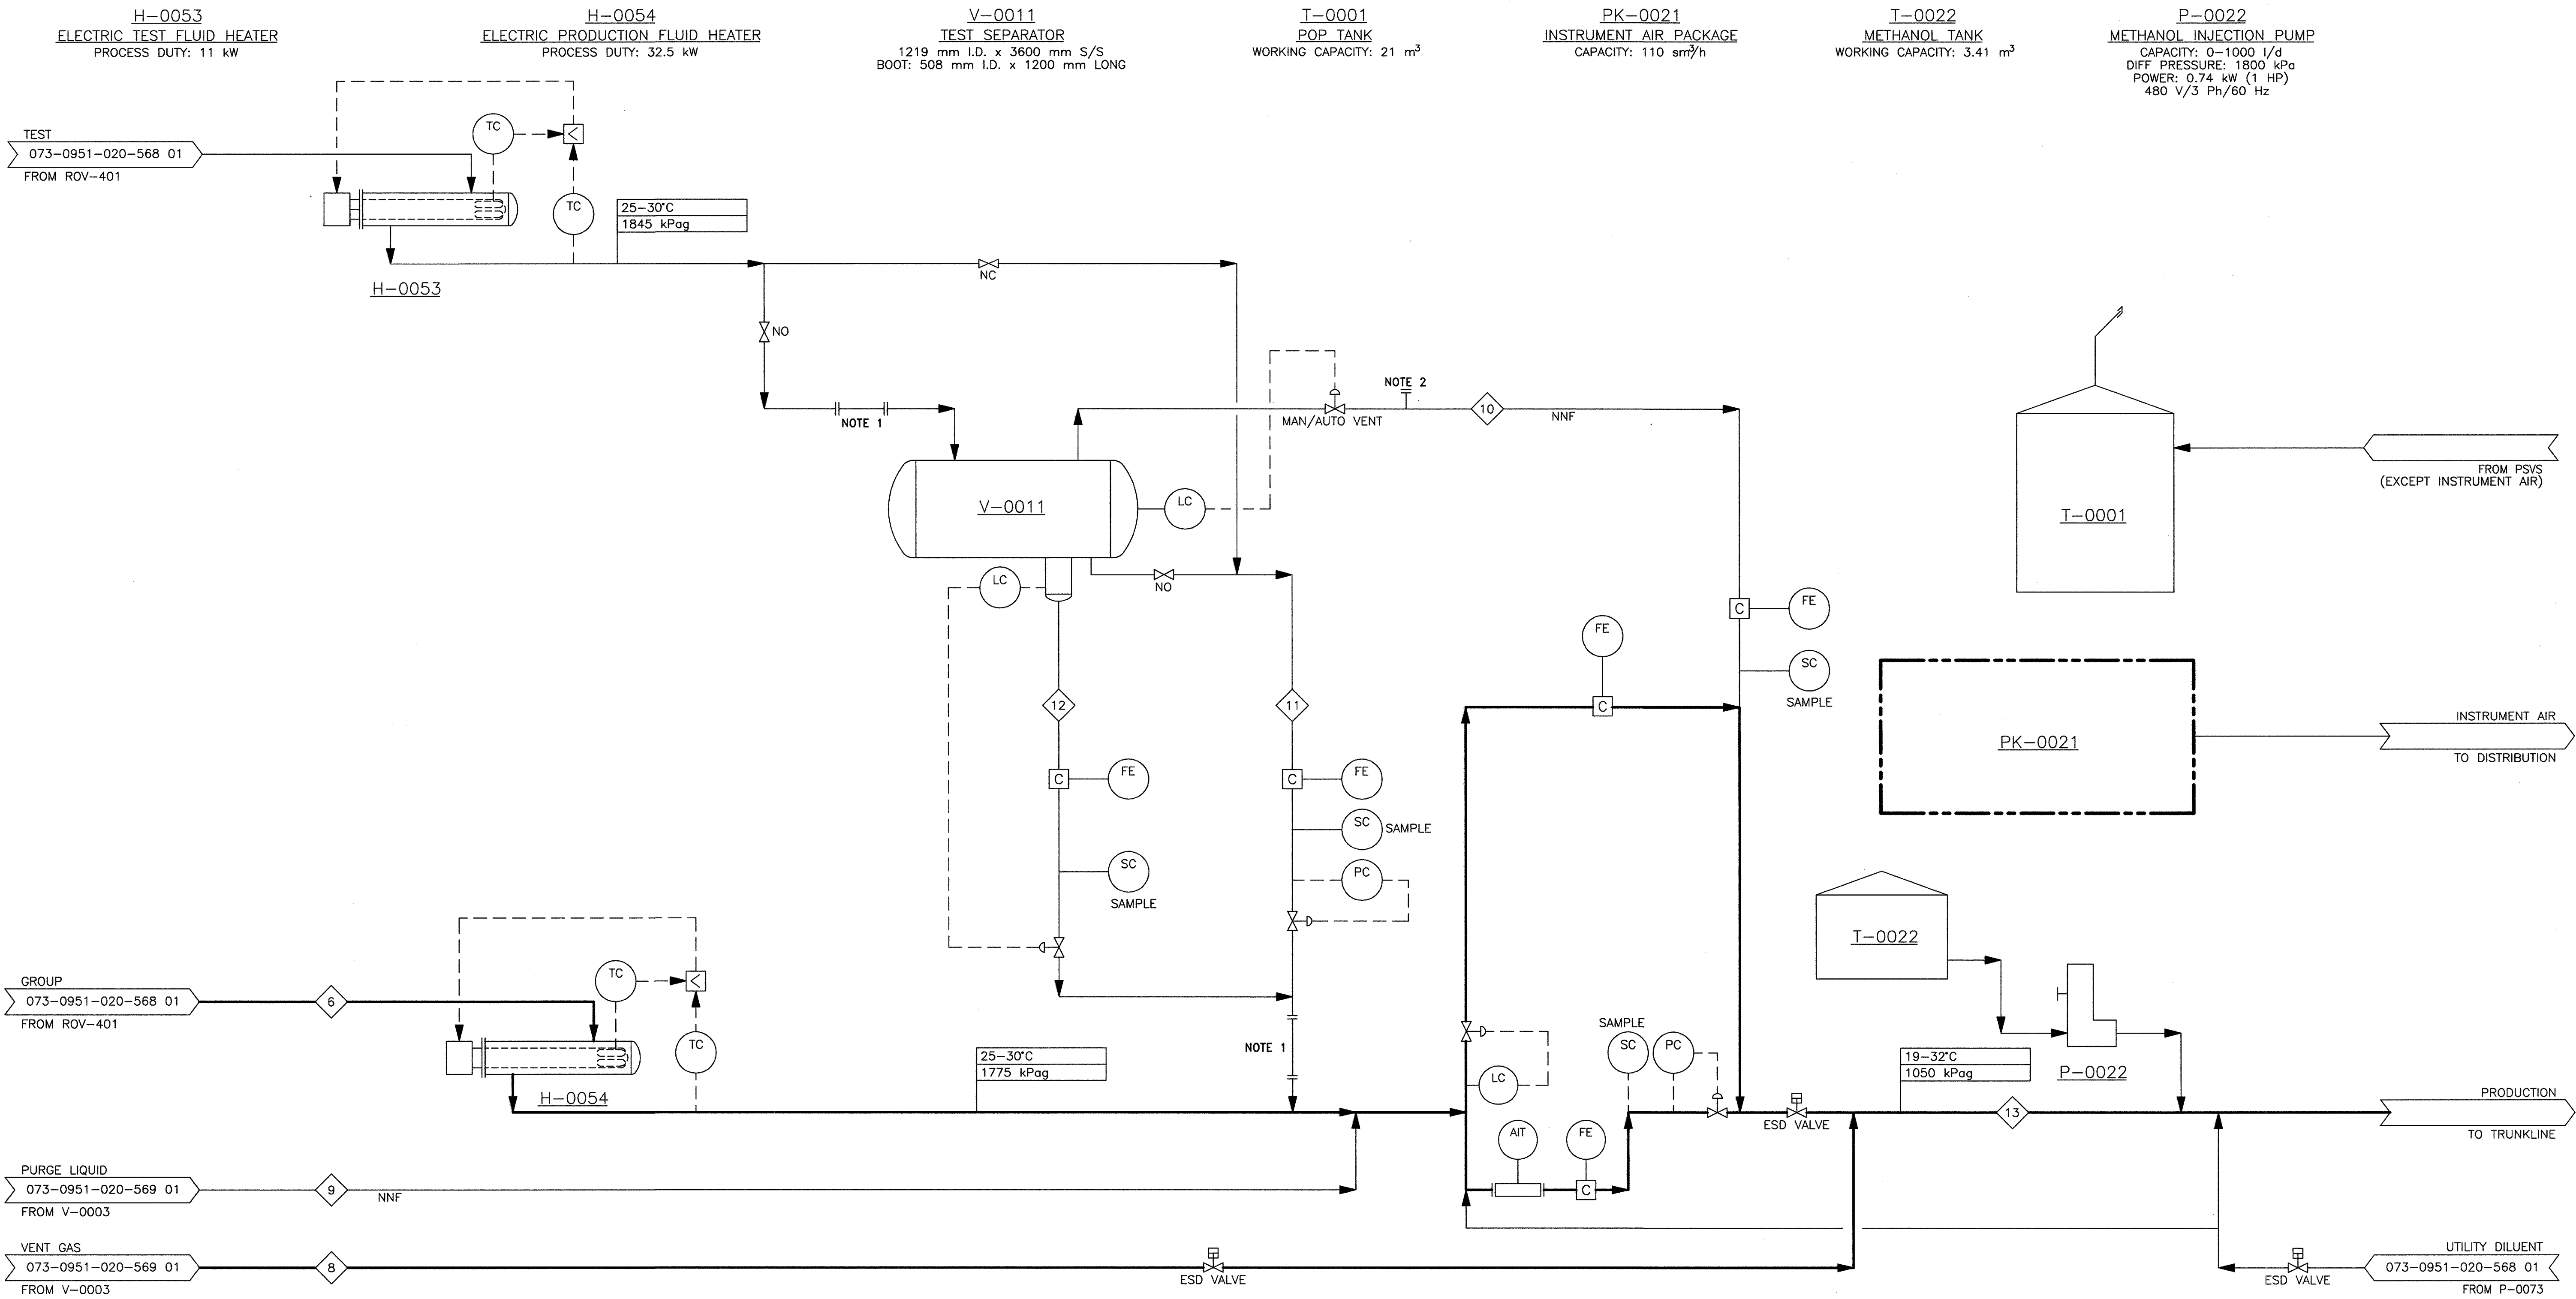 H-0053
ELECTRIC TEST FLUID HEATER
PROCESS DUTY: 11 kW
H-0054
ELECTRIC PRODUCTION FLUID HEATER
PROCESS DUTY: 32.5 kW
V-0011
TEST SEPARATOR
1219 mm I.D. x 3600 mm S/S
BOOT: 508 mm I.D. x 1200 mm LONG
T-0001
POP TANK
WORKING CAPACITY: 21 m³
PK-0021
INSTRUMENT AIR PACKAGE
CAPACITY: 110 sm³/h
T-0022
METHANOL TANK
WORKING CAPACITY: 3.41 m³
P-0022
METHANOL INJECTION PUMP
CAPACITY: 0-1000 l/d
DIFF PRESSURE: 1800 kPa
POWER: 0.74 kW (1 HP)
480 V/3 Ph/60 Hz
TEST
073-0951-020-568 01
FROM ROV-401
TC
<
TC
25-30°C
1845 kPag
H-0053
NC
NO
NOTE 1
MAN/AUTO VENT
NOTE 2
10
NNF
V-0011
LC
LC
NO
T-0001
FROM PSVS
(EXCEPT INSTRUMENT AIR)
C
FE
SC
SAMPLE
FE
C
12
11
C
FE
C
FE
SC
SAMPLE
SC
SAMPLE
PC
PK-0021
INSTRUMENT AIR
TO DISTRIBUTION
T-0022
P-0022
GROUP
073-0951-020-568 01
FROM ROV-401
6
TC
<
TC
H-0054
25-30°C
1775 kPag
NOTE 1
LC
SAMPLE
SC
PC
AIT
FE
C
ESD VALVE
19-32°C
1050 kPag
13
PRODUCTION
TO TRUNKLINE
PURGE LIQUID
073-0951-020-569 01
FROM V-0003
9
NNF
VENT GAS
073-0951-020-569 01
FROM V-0003
8
ESD VALVE
ESD VALVE
UTILITY DILUENT
073-0951-020-568 01
FROM P-0073